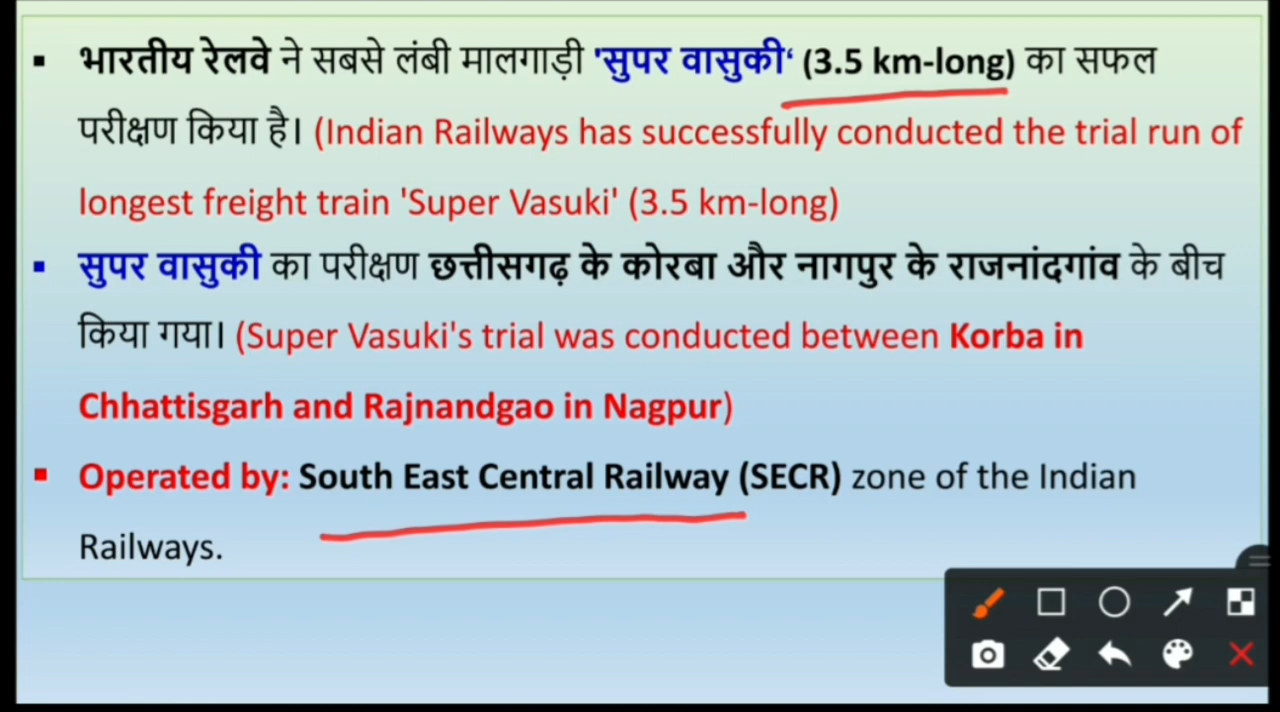 ▪ भारतीय रेलवे ने सबसे लंबी मालगाड़ी 'सुपर वासुकी‘ (3.5 km-long) का सफल
परीक्षण किया है। (Indian Railways has successfully conducted the trial run of
longest freight train 'Super Vasuki' (3.5 km-long)
▪ सुपर वासुकी का परीक्षण छत्तीसगढ़ के कोरबा और नागपुर के राजनांदगांव के बीच
किया गया। (Super Vasuki's trial was conducted between Korba in
Chhattisgarh and Rajnandgao in Nagpur)
▪ Operated by: South East Central Railway (SECR) zone of the Indian
Railways.